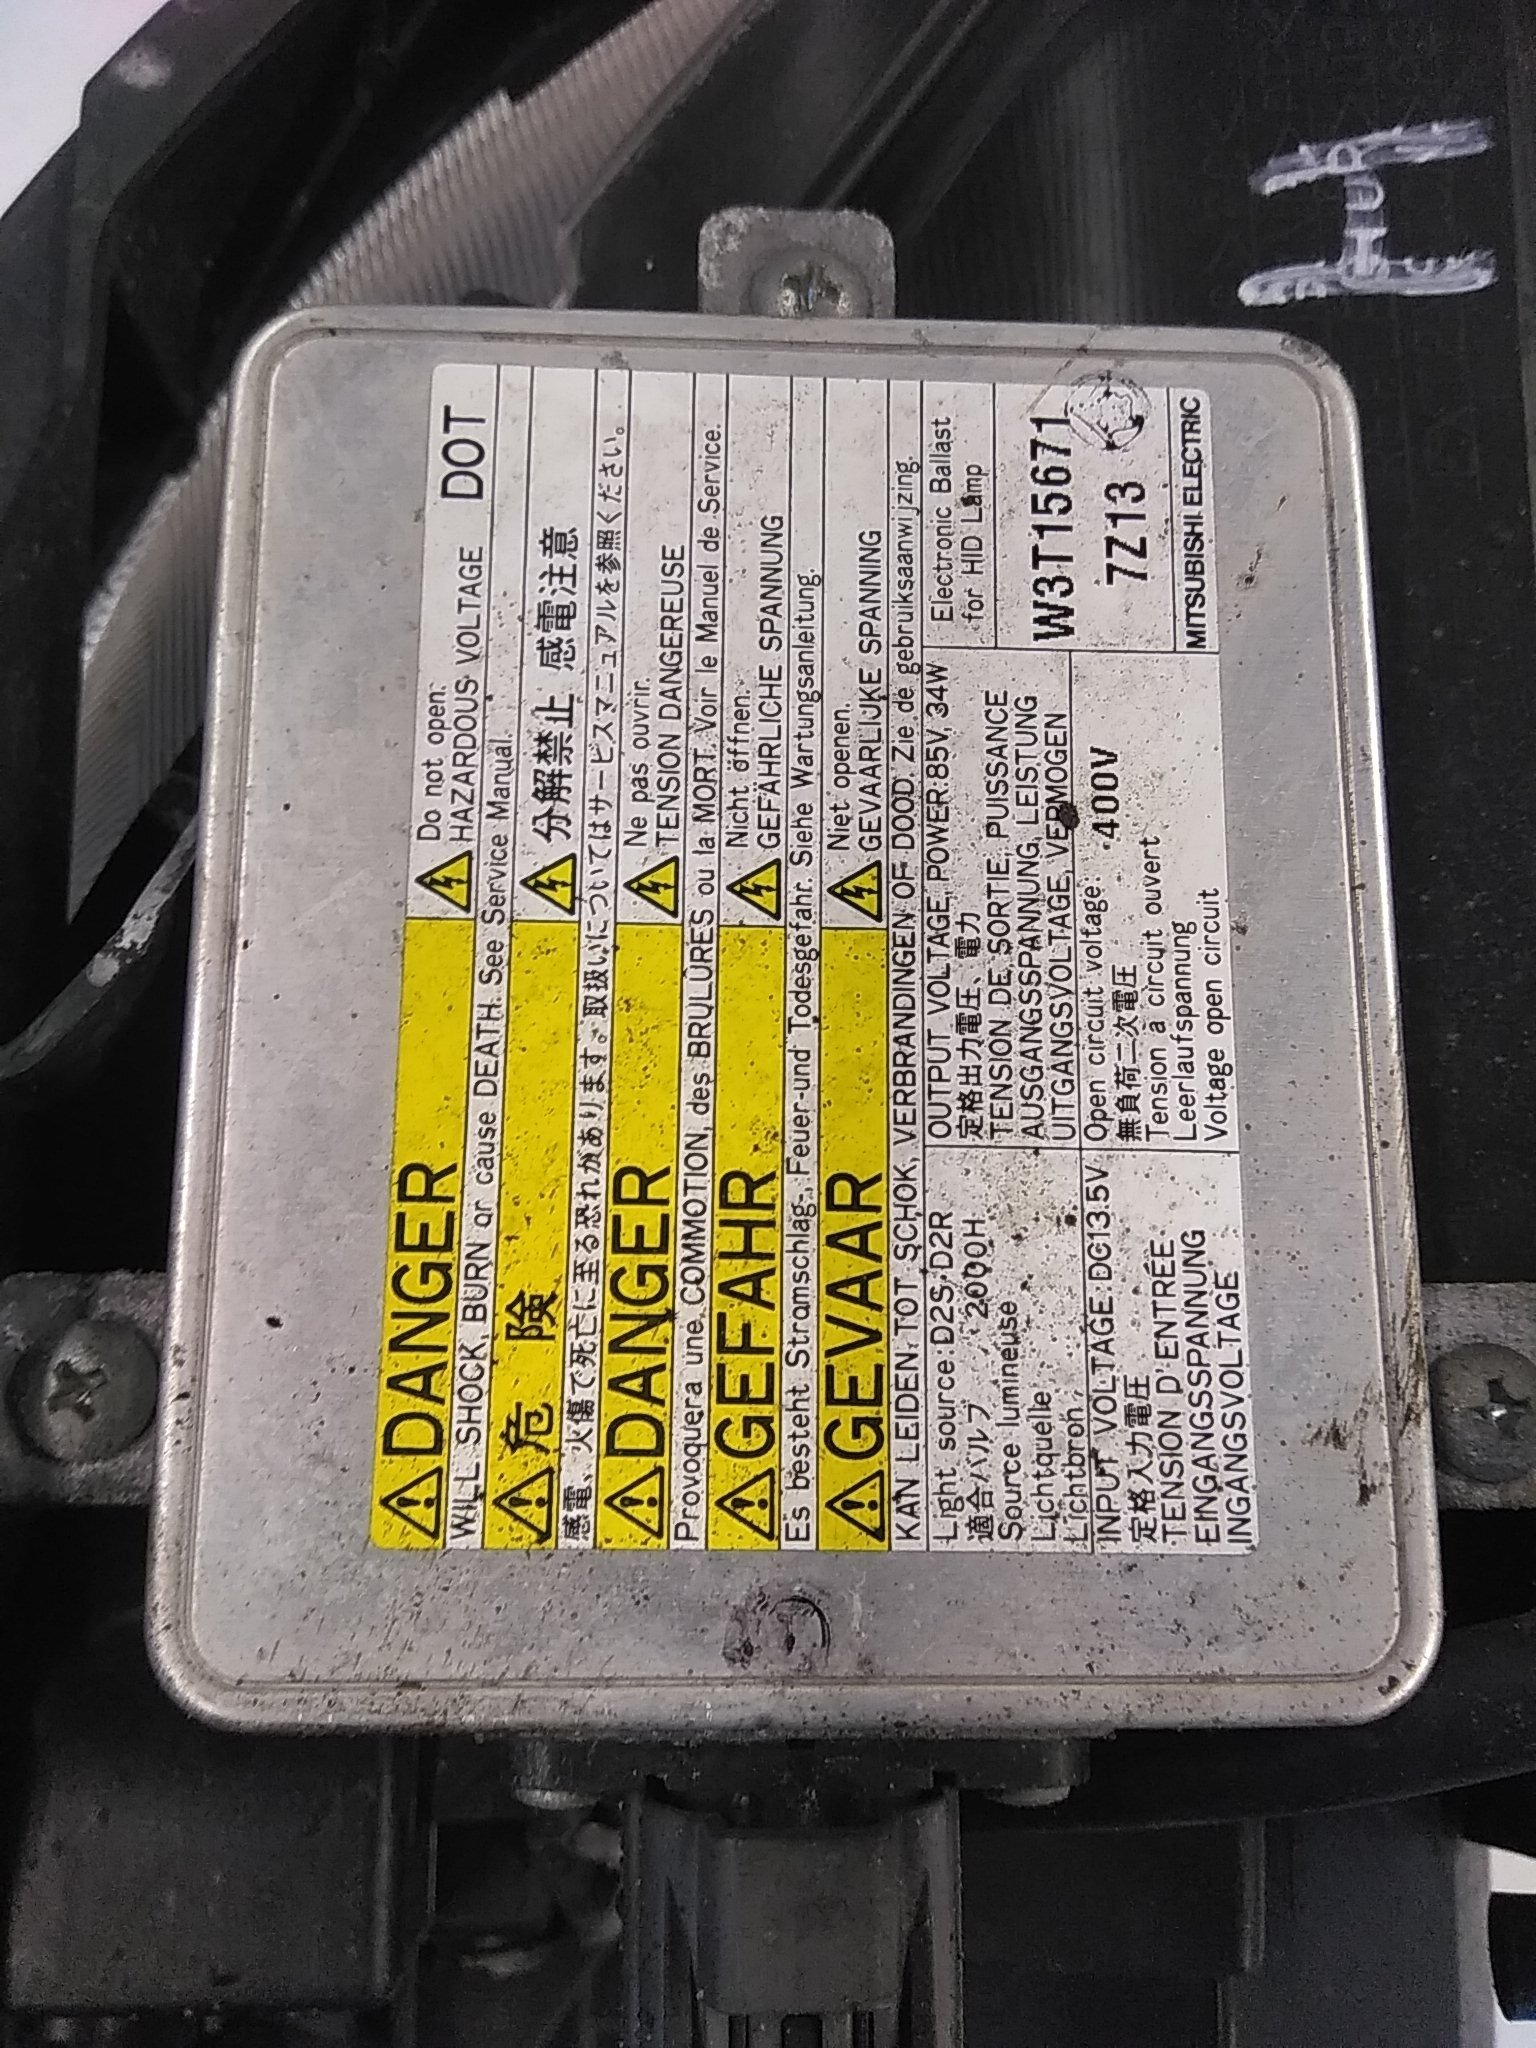 DANGER
Do not open.
HAZARDOUS VOLTAGE
DOT
WILL SHOCK, BURN or cause DEATH. See Service Manual.
危 険
分解禁止 感電注意
感電、火傷で死亡に至る恐れがあります。取扱いについてはサービスマニュアルを参照ください。
DANGER
Ne pas ouvrir.
TENSION DANGEREUSE
Provoquera une COMMOTION, des BRULÛRES ou la MORT. Voir le Manuel de Service.
GEFAHR
Nicht öffnen.
GEFÄHRLICHE SPANNUNG
Es besteht Stromschlag-, Feuer-und Todesgefahr. Siehe Wartungsanleitung.
GEVAAR
Niet openen.
GEVAARLIJKE SPANNING
KAN LEIDEN TOT SCHOK, VERBRANDINGEN OF DOOD. Zie de gebruiksaanwijzing.
Light source: D2S, D2R
適合バルブ 2000H
Source lumineuse
Lichtquelle
Lichtbron,
INPUT VOLTAGE: DC13.5V
定格入力電圧
TENSION D'ENTRÉE
EINGANGSSPANNUNG
INGANGSVOLTAGE
OUTPUT VOLTAGE, POWER: 85V, 34W
定格出力電圧、電力
TENSION DE SORTIE, PUISSANCE
AUSGANGSSPANNUNG, LEISTUNG
UITGANGSVOLTAGE, VERMOGEN
Open circuit voltage:
無負荷二次電圧 400V
Tension à circuit ouvert
Leerlaufspannung
Voltage open circuit
Electronic Ballast
for HID Lamp
W3T15671
7Z13
MITSUBISHI ELECTRIC
H